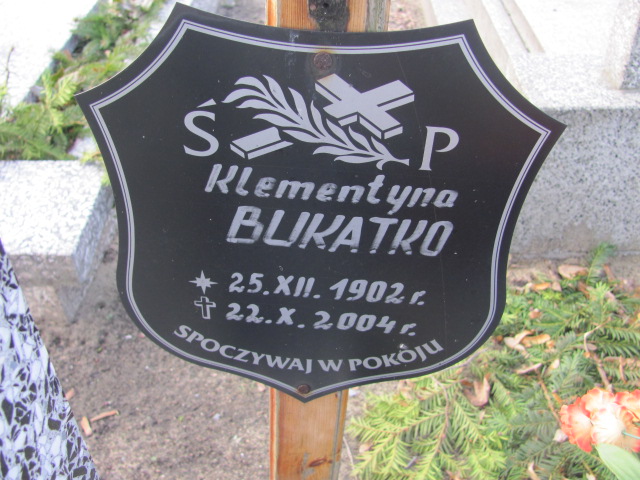 Ś P
Klementyna
BUKATKO
25.XII. 1902 r.
22.X. 2004 r.
SPOCZYWAJ W POKOJU